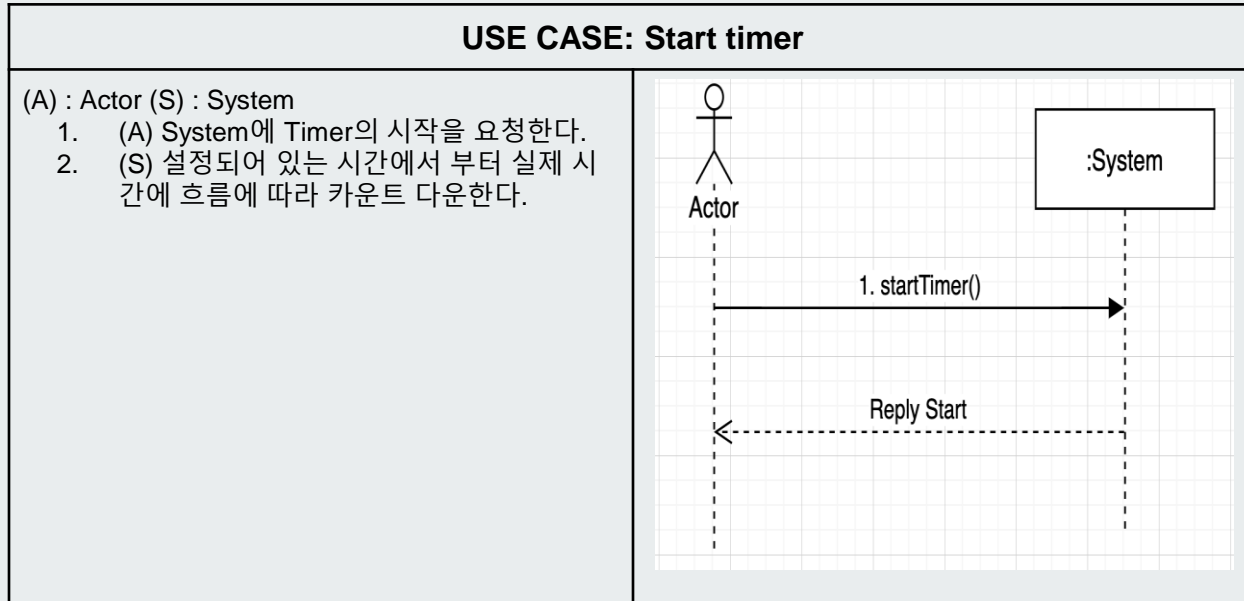 USE CASE: Start timer
(A) : Actor (S) : System
1. (A) System에 Timer의 시작을 요청한다.
2. (S) 설정되어 있는 시간에서 부터 실제 시
간에 흐름에 따라 카운트 다운한다.
Actor
:System
1. startTimer()
Reply Start